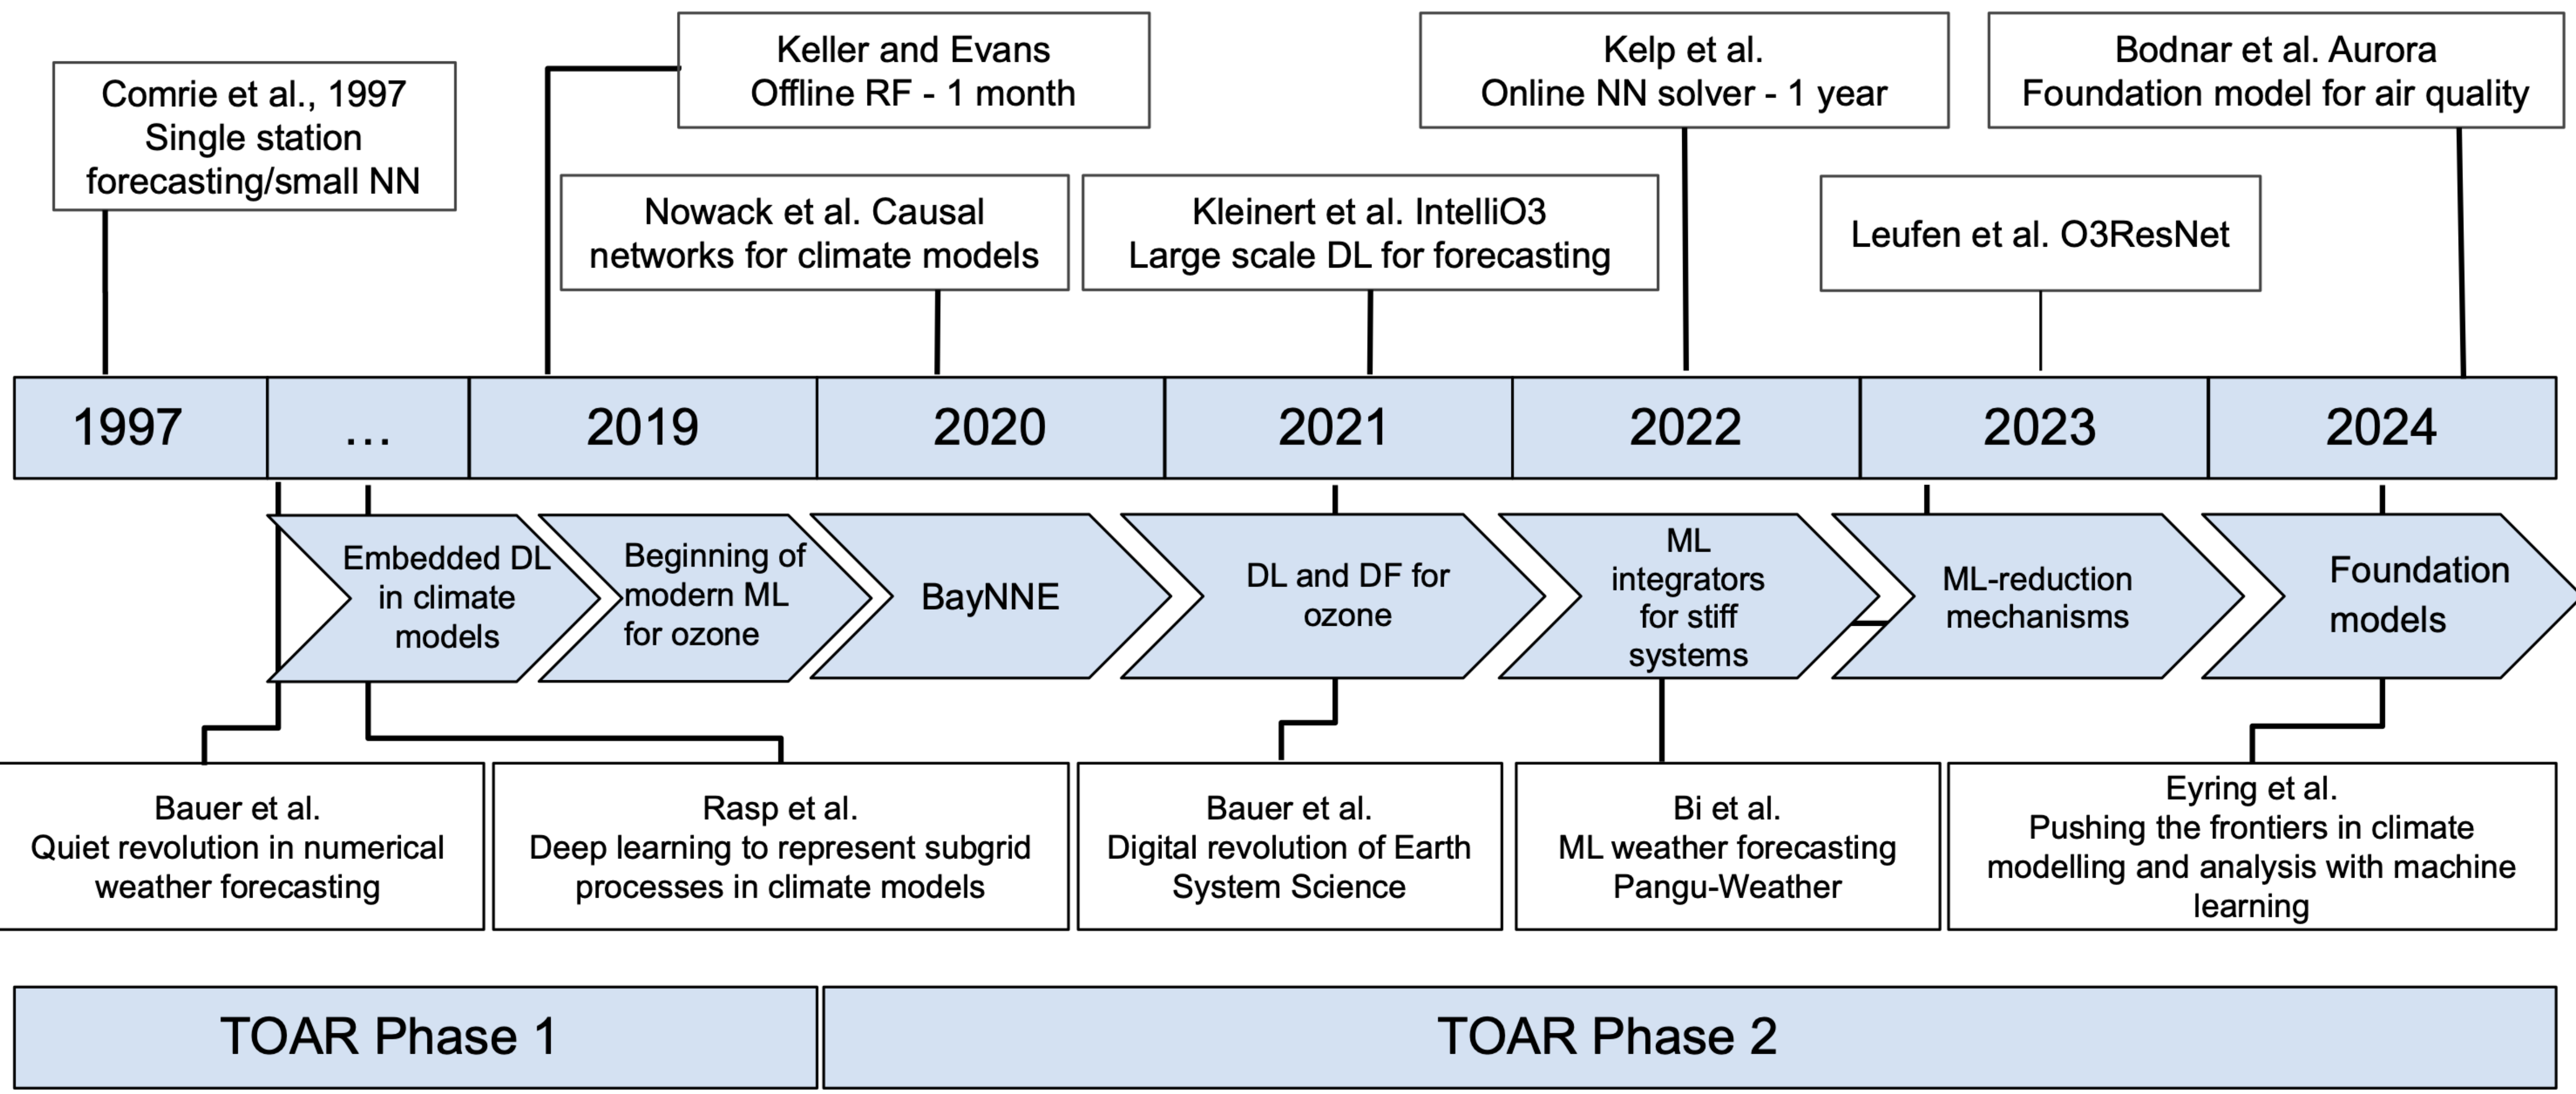 Comrie et al., 1997
Single station
forecasting/small NN
Keller and Evans
Offline RF - 1 month
Nowack et al. Causal
networks for climate models
Kleinert et al. IntelliO3
Large scale DL for forecasting
Kelp et al.
Online NN solver - 1 year
Leufen et al. O3ResNet
Bodnar et al. Aurora
Foundation model for air quality
1997
...
2019
2020
2021
2022
2023
2024
Embedded DL
in climate
models
Beginning of
modern ML
for ozone
BayNNE
DL and DF for
ozone
ML
integrators
for stiff
systems
ML-reduction
mechanisms
Foundation
models
Bauer et al.
Quiet revolution in numerical
weather forecasting
Rasp et al.
Deep learning to represent subgrid
processes in climate models
Bauer et al.
Digital revolution of Earth
System Science
Bi et al.
ML weather forecasting
Pangu-Weather
Eyring et al.
Pushing the frontiers in climate
modelling and analysis with machine
learning
TOAR Phase 1
TOAR Phase 2